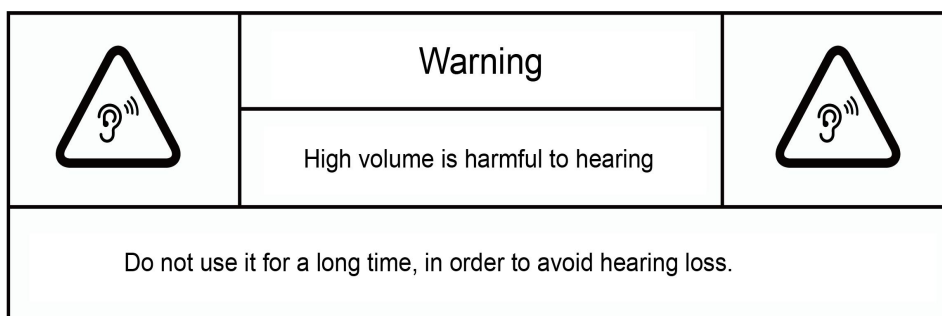 Warning
High volume is harmful to hearing
Do not use it for a long time, in order to avoid hearing loss.